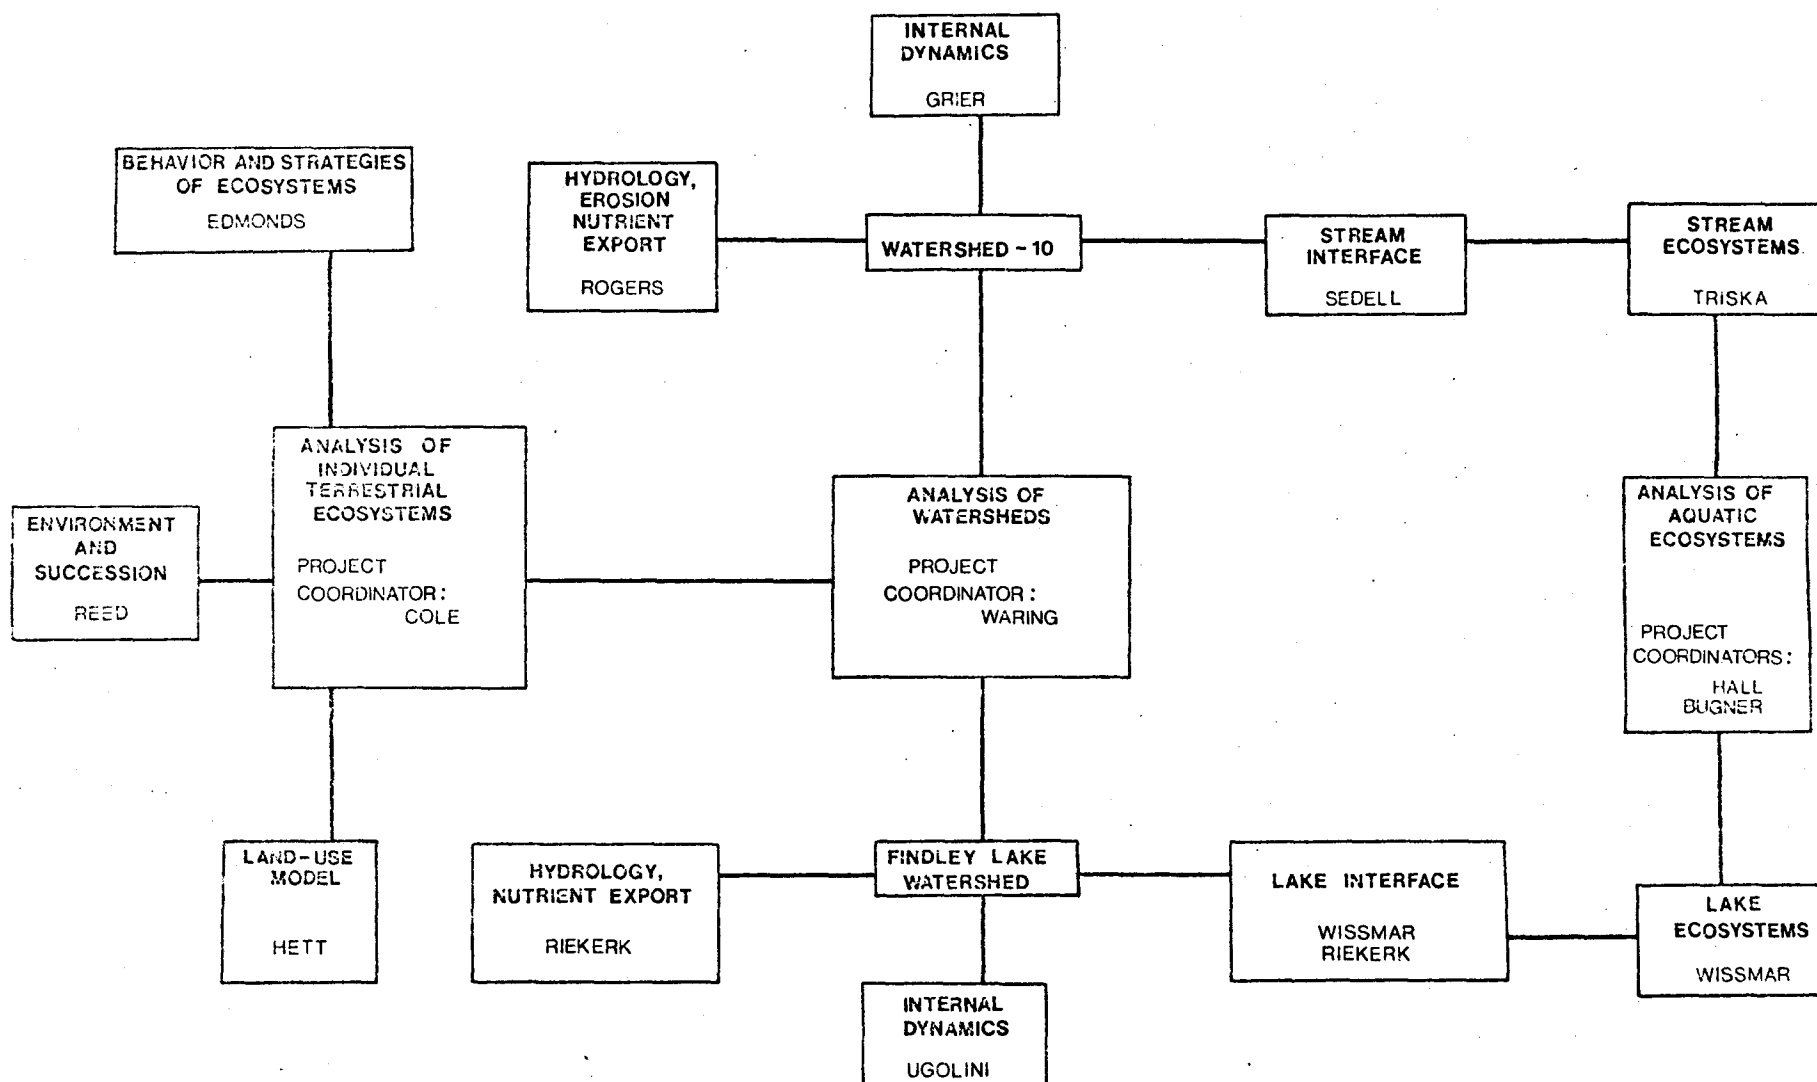 INTERNAL
DYNAMICS
GRIER
BEHAVIOR AND STRATEGIES
OF ECOSYSTEMS
EDMONDS
HYDROLOGY,
EROSION
NUTRIENT
EXPORT
ROGERS
WATERSHED-10
STREAM
INTERFACE
SEDELL
STREAM
ECOSYSTEMS
TRISKA
ANALYSIS OF
INDIVIDUAL
TERRESTRIAL
ECOSYSTEMS
PROJECT
COORDINATOR:
COLE
ENVIRONMENT
AND
SUCCESSION
REED
ANALYSIS OF
WATERSHEDS
PROJECT
COORDINATOR:
WARING
ANALYSIS OF
AQUATIC
ECOSYSTEMS
PROJECT
COORDINATORS:
HALL
BUGNER
LAND-USE
MODEL
HETT
HYDROLOGY,
NUTRIENT EXPORT
RIEKERK
FINDLEY LAKE
WATERSHED
LAKE INTERFACE
WISSMAR
RIEKERK
LAKE
ECOSYSTEMS
WISSMAR
INTERNAL
DYNAMICS
UGOLINI